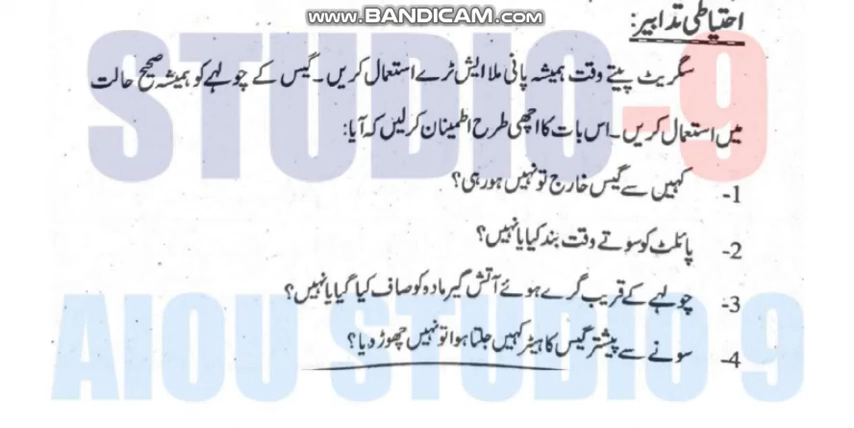 www.BANDICAM.com
احتیاطی تدابیر:
سگریٹ پیتے وقت ہمیشہ پانی ملا ایش ٹرے استعمال کریں۔ گیس کے چولہے کو ہمیشہ صحیح حالت
میں استعمال کریں۔ اس بات کا اچھی طرح اطمینان کر لیں کہ آیا:
1- کہیں سے گیس خارج تو نہیں ہو رہی؟
2- پائلٹ کو سوتے وقت بند کیا یا نہیں؟
3- چولہے کے قریب گرے ہوئے آتش گیر مادہ کو صاف کیا گیا یا نہیں؟
4- سونے سے پیشتر گیس کا ہیٹر کہیں جلتا ہوا تو نہیں چھوڑ دیا؟
STUDIO-9
AIOU STUDIO 9